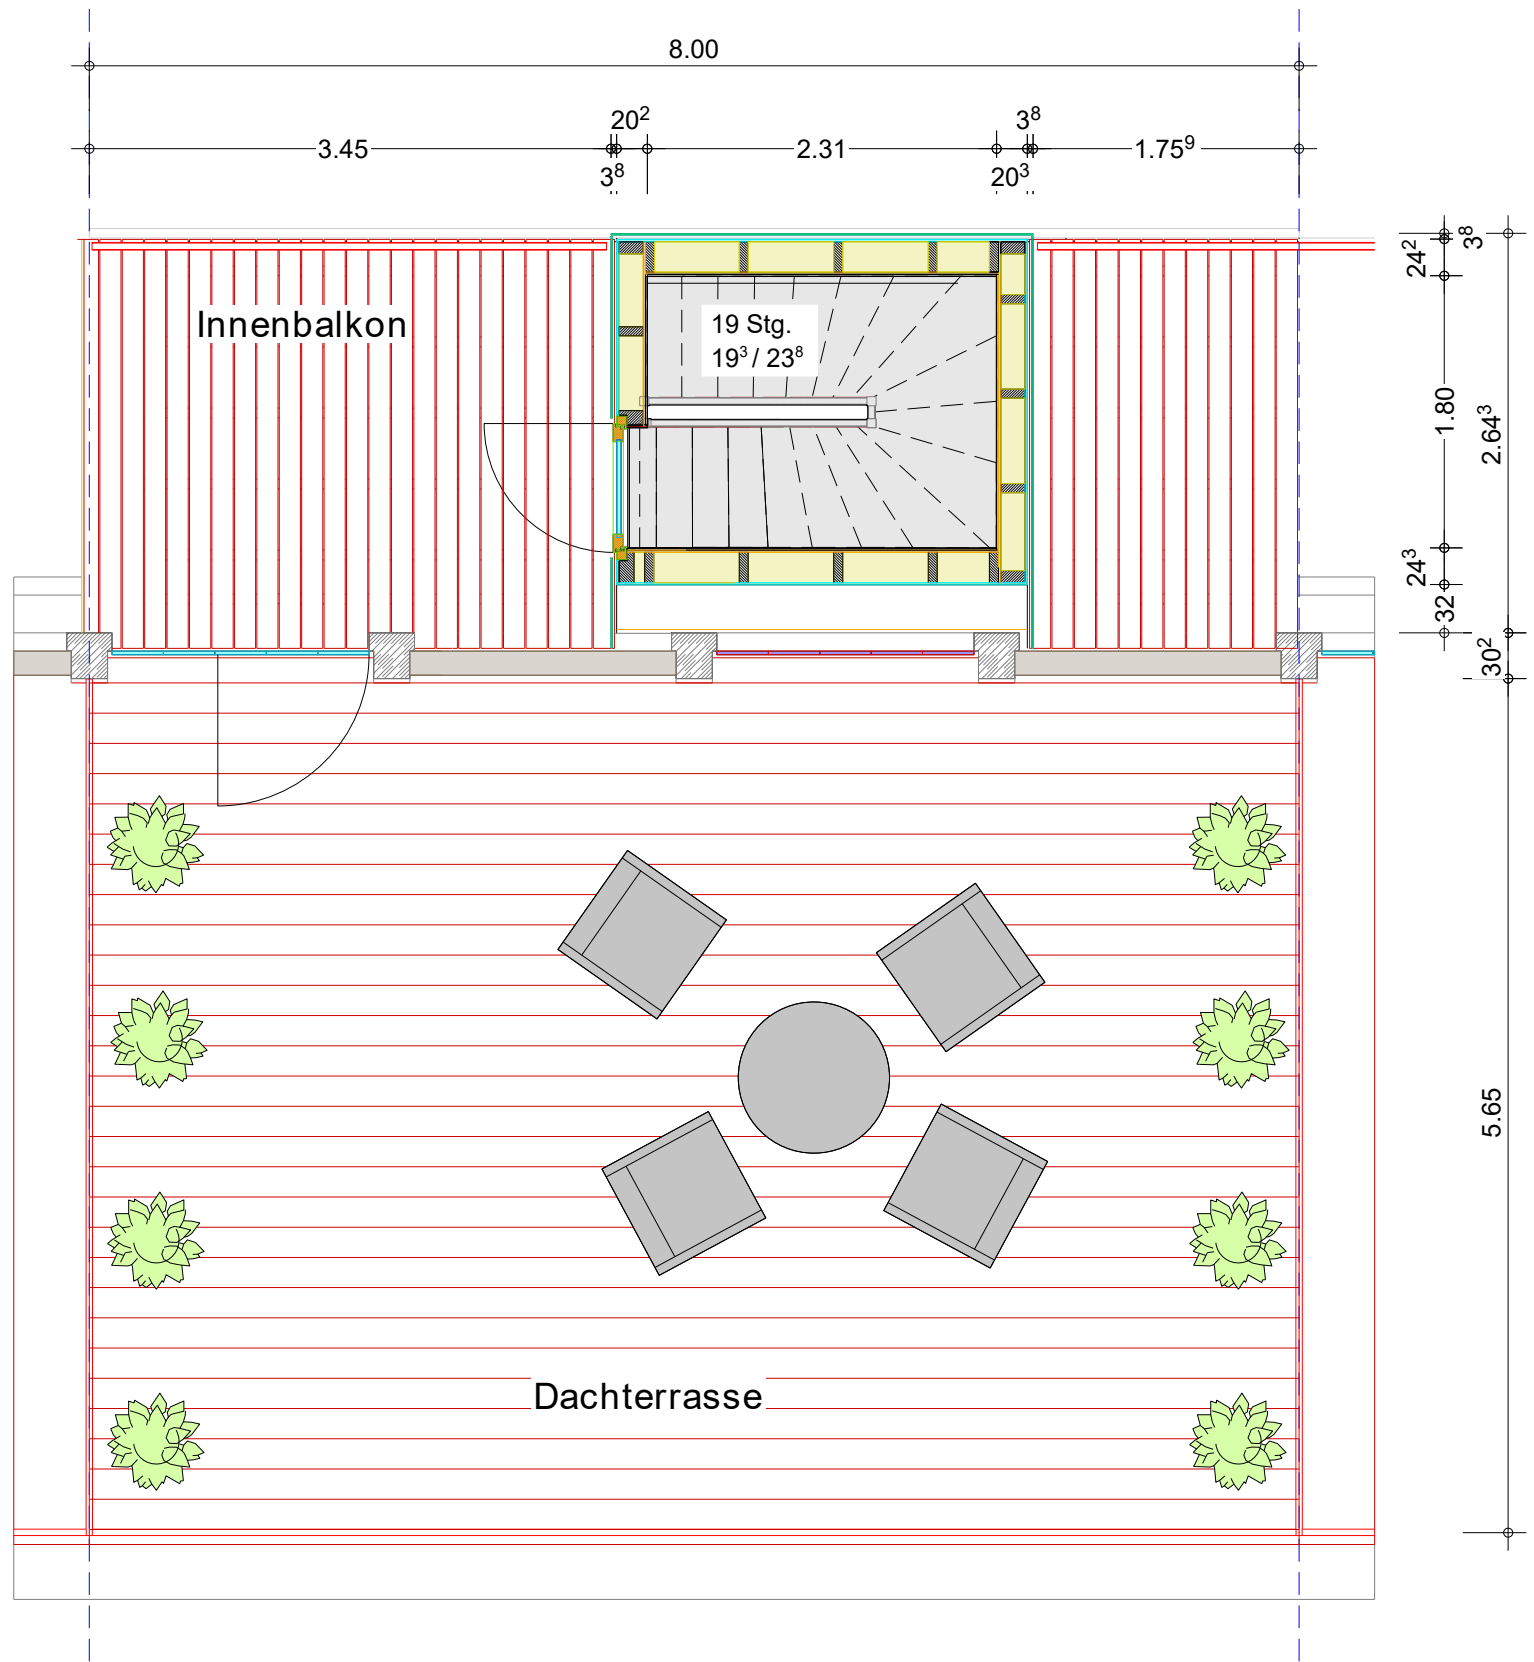 8.00
20² 3⁸
3.45 2.31 1.75⁹
3⁸ 20³
3⁸
24²
Innenbalkon
19 Stg.
19³ / 23⁸
1.80
2.64³
24³
32
30²
5.65
Dachterrasse